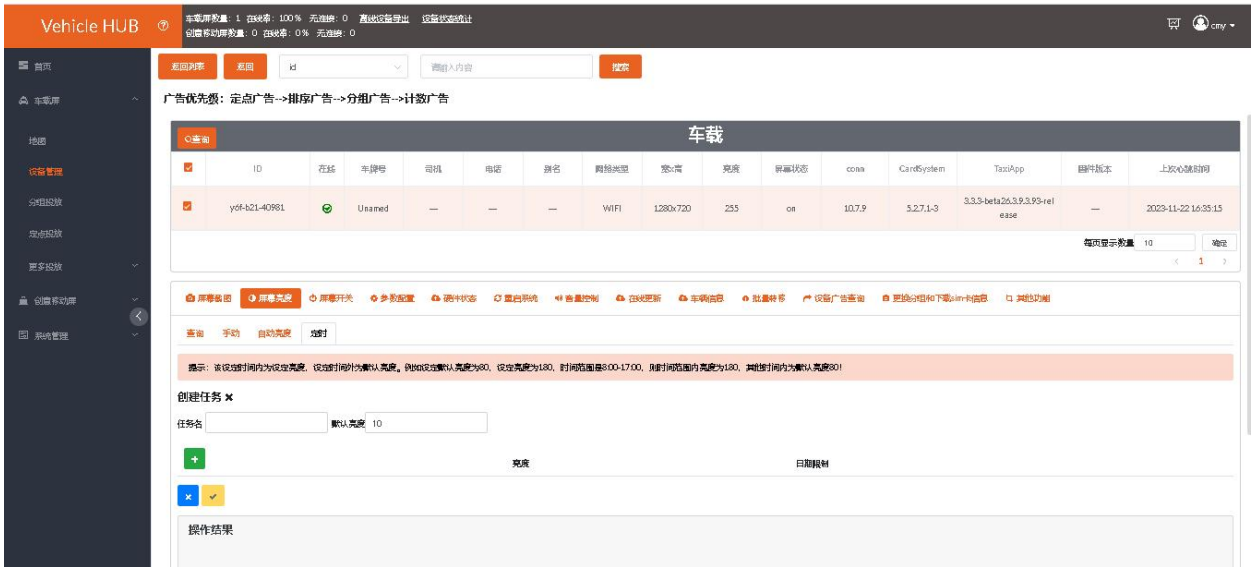 Vehicle HUB
车载屏数量：1 在线率：100% 无连接：0 离线设备导出 设备状态统计
创意移动屏数量：0 在线率：0% 无连接：0
cmy
首页
车载屏
地图
设备管理
分组投放
定点投放
更多投放
创意移动屏
系统管理
返回列表 返回 id 请输入内容 搜索
广告优先级：定点广告-->排序广告-->分组广告-->计数广告
查询 车载
ID 在线 车牌号 司机 电话 别名 网络类型 宽x高 亮度 屏幕状态 conn CardSystem TaxiApp 固件版本 上次心跳时间
y6f-b21-40981 Unamed — — — WIFI 1280x720 255 on 10.7.9 5.2.7.1-3 3.3.3-beta26.3.9.3.93-rel — 2023-11-22 16:35:15
ease
每页显示数量 10 确定
< 1 >
屏幕截图 屏幕亮度 屏幕开关 参数配置 硬件状态 重启系统 音量控制 在线更新 车辆信息 批量转移 设备广告查询 更换分组和下载sim卡信息 其他功能
查询 手动 自动亮度 定时
提示：该设定时间内为设定亮度，设定时间外为默认亮度。例如设定默认亮度为80，设定亮度为180，时间范围是8:00-17:00，则时间范围内亮度为180，其他时间内为默认亮度80!
创建任务
任务名 默认亮度 10
亮度 日期限制
操作结果